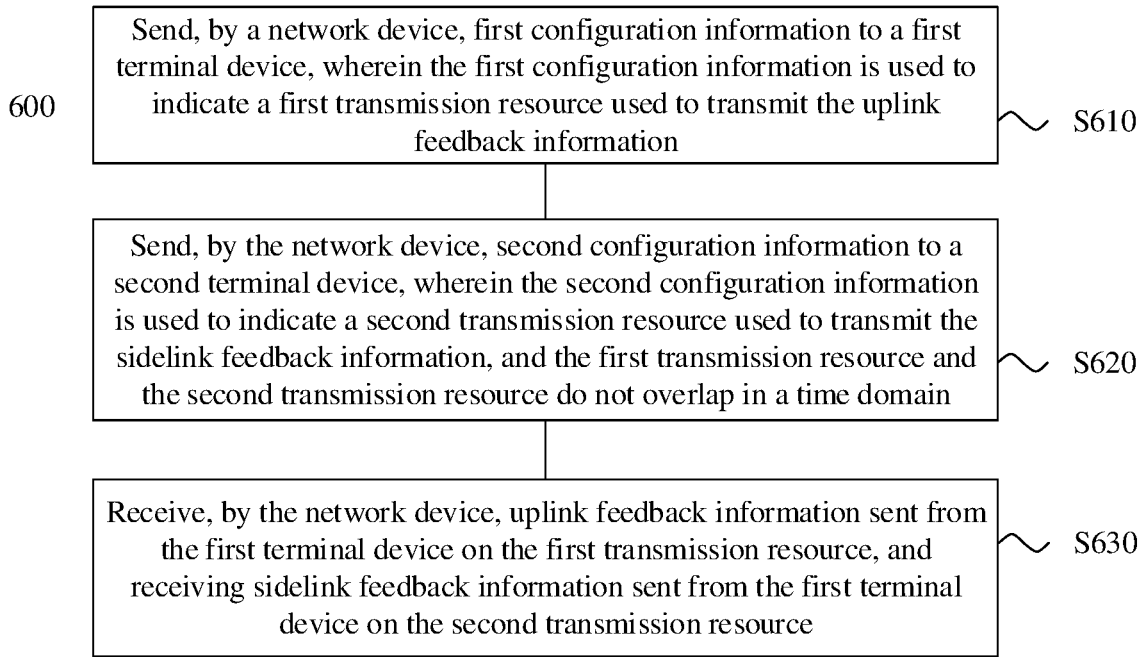 Send, by a network device, first configuration information to a first
terminal device, wherein the first configuration information is used to
indicate a first transmission resource used to transmit the uplink
feedback information
600
S610
Send, by the network device, second configuration information to a
second terminal device, wherein the second configuration information
is used to indicate a second transmission resource used to transmit the
sidelink feedback information, and the first transmission resource and
the second transmission resource do not overlap in a time domain
S620
Receive, by the network device, uplink feedback information sent from
the first terminal device on the first transmission resource, and
receiving sidelink feedback information sent from the first terminal
device on the second transmission resource
S630